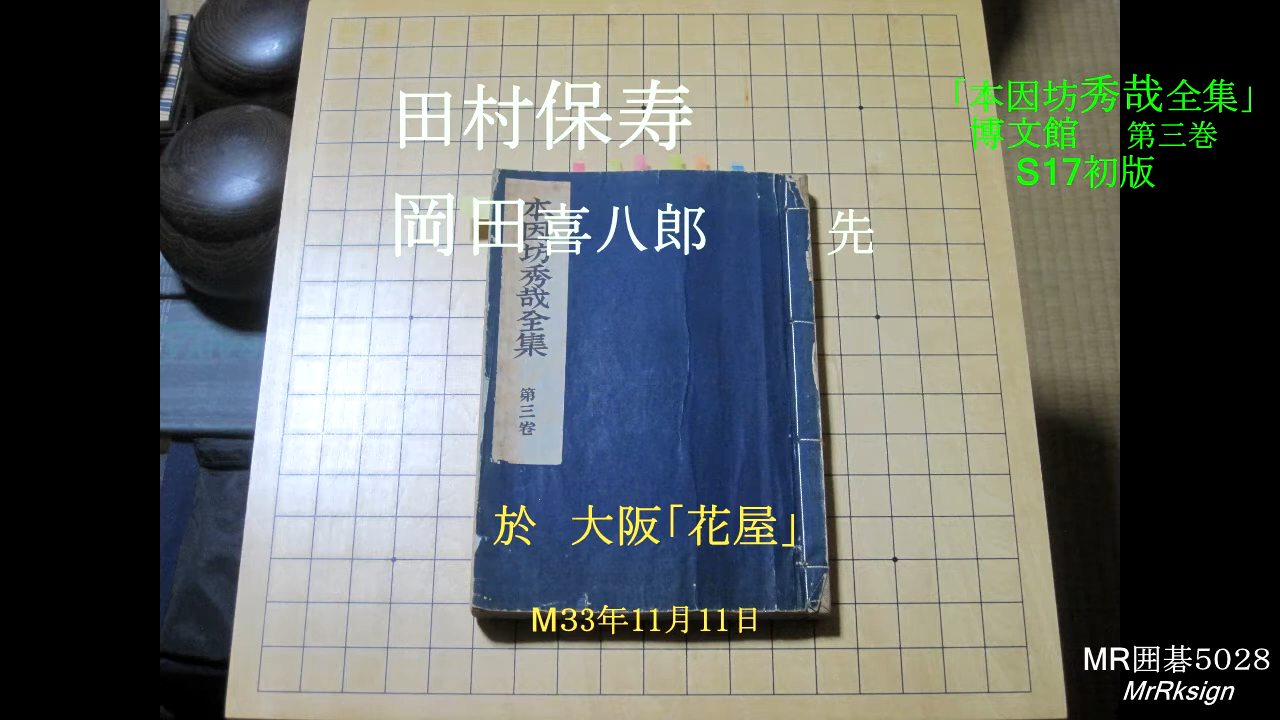 田村保寿
「本因坊秀哉全集」
博文館 第三巻
S17初版
岡田喜八郎 先
本因坊秀哉全集
第三巻
於 大阪「花屋」
M33年11月11日
MR囲碁5028
MrRksign